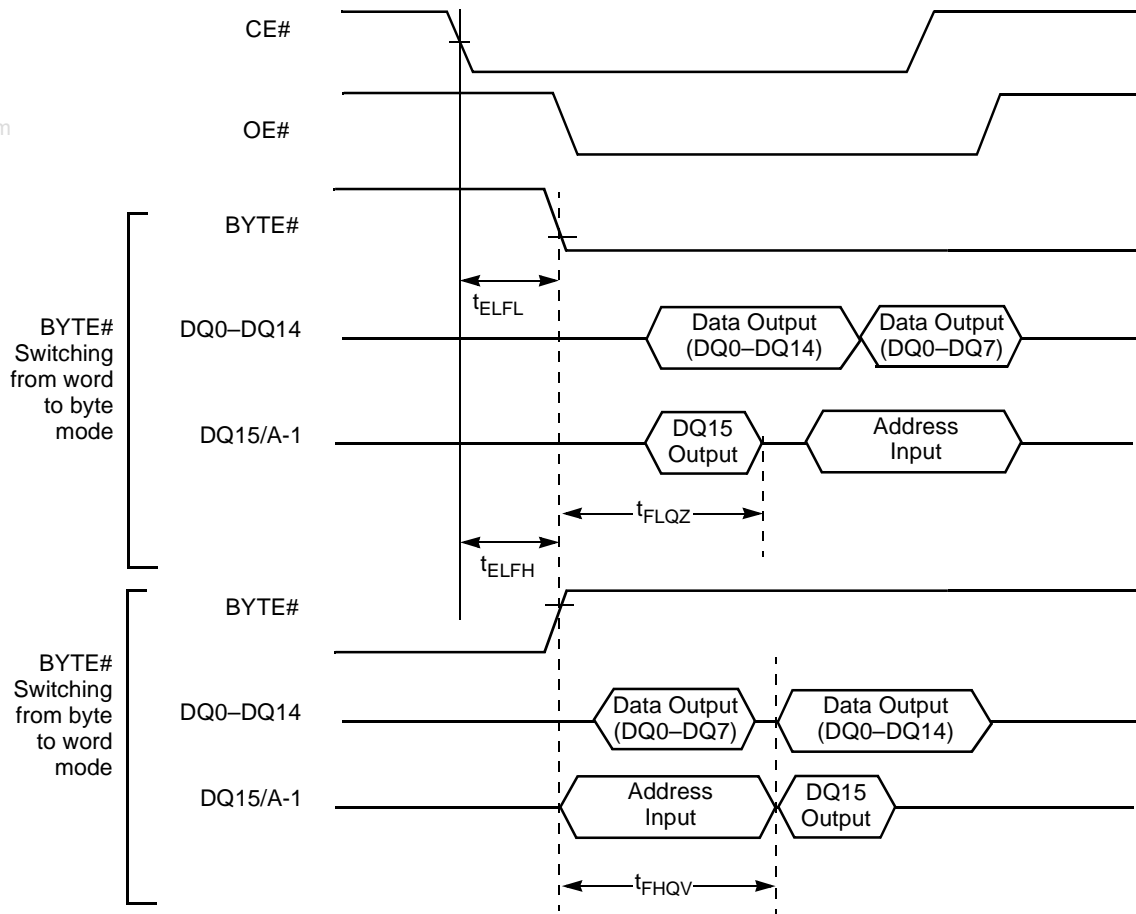 CE#
OE#
m
BYTE#
tELFL
BYTE#
Switching
from word
to byte
mode
DQ0–DQ14
Data Output
(DQ0–DQ14)
Data Output
(DQ0–DQ7)
DQ15/A-1
DQ15
Output
Address
Input
tFLQZ
tELFH
BYTE#
BYTE#
Switching
from byte
to word
mode
DQ0–DQ14
Data Output
(DQ0–DQ7)
Data Output
(DQ0–DQ14)
DQ15/A-1
Address
Input
DQ15
Output
tFHQV